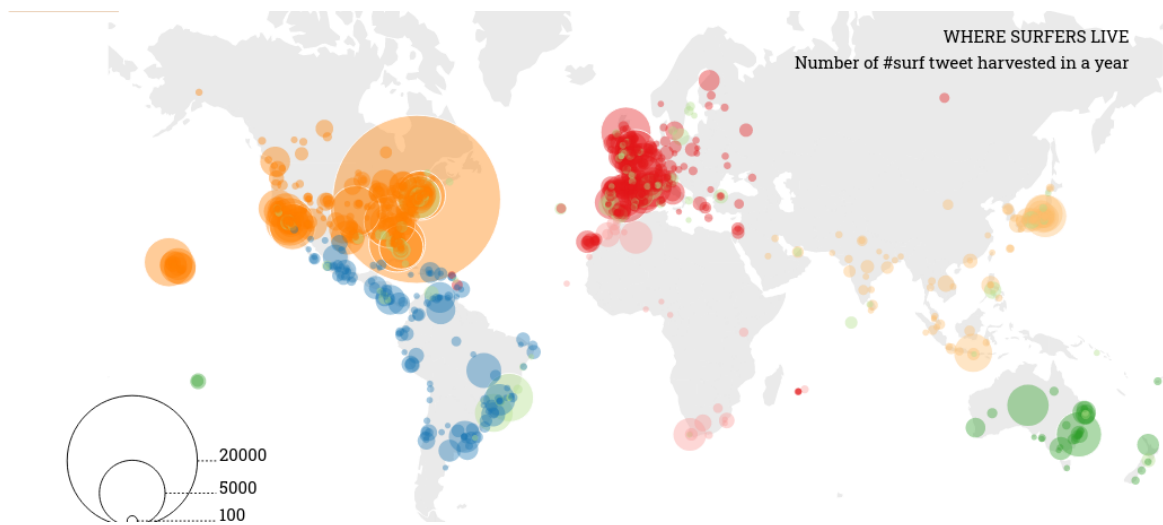 WHERE SURFERS LIVE
Number of #surf tweet harvested in a year
20000
5000
100